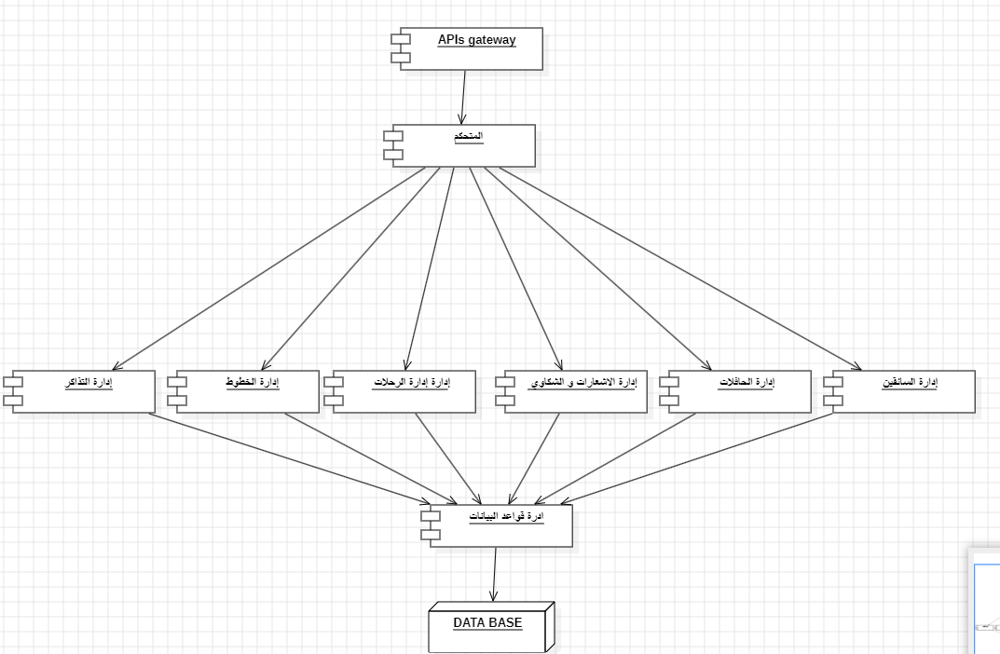 APIs gateway
المتحكم
إدارة التذاكر
إدارة الخطوط
إدارة إدارة الرحلات
إدارة الاشعارات و الشكاوي
إدارة الحافلات
إدارة السائقين
ادرة قواعد البيانات
DATA BASE